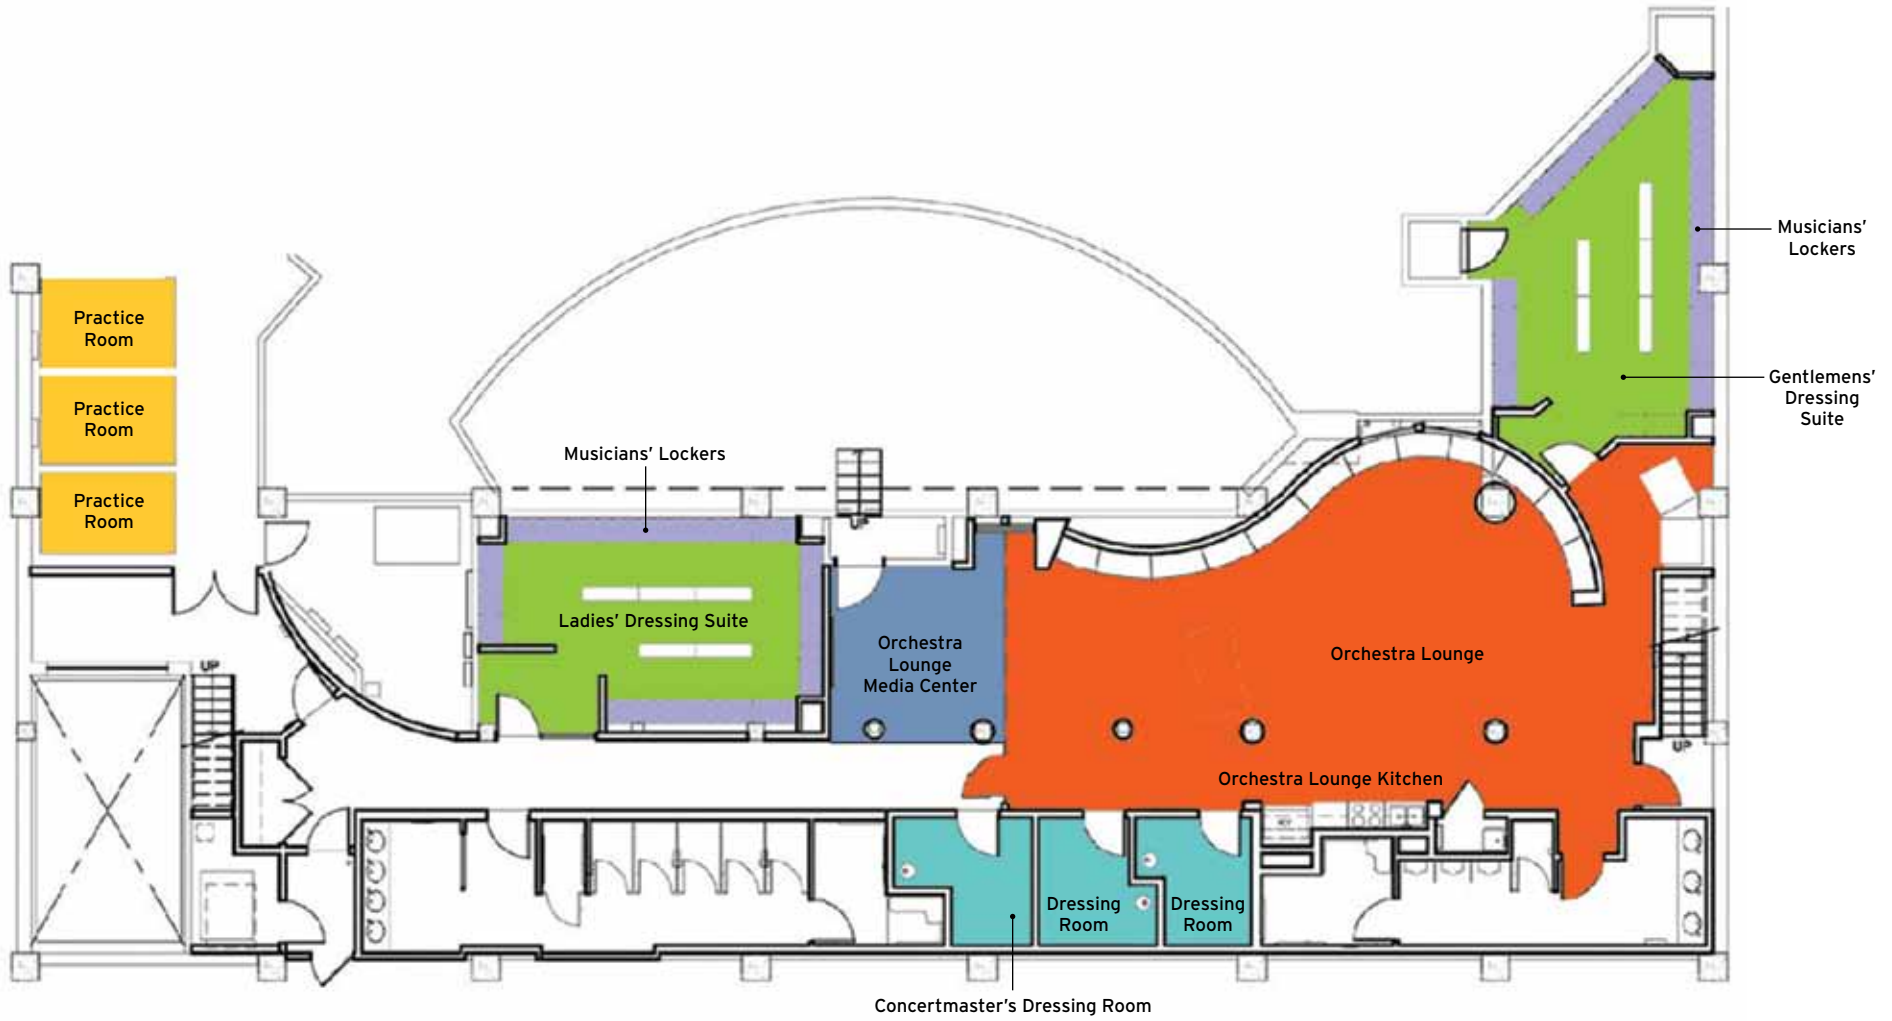 Practice
Room
Practice
Room
Practice
Room
Musicians'
Lockers
Gentlemens'
Dressing
Suite
Musicians' Lockers
UP
Ladies' Dressing Suite
Orchestra
Lounge
Media Center
Orchestra Lounge
UP
UP
Orchestra Lounge Kitchen
Dressing
Room
Dressing
Room
Concertmaster's Dressing Room